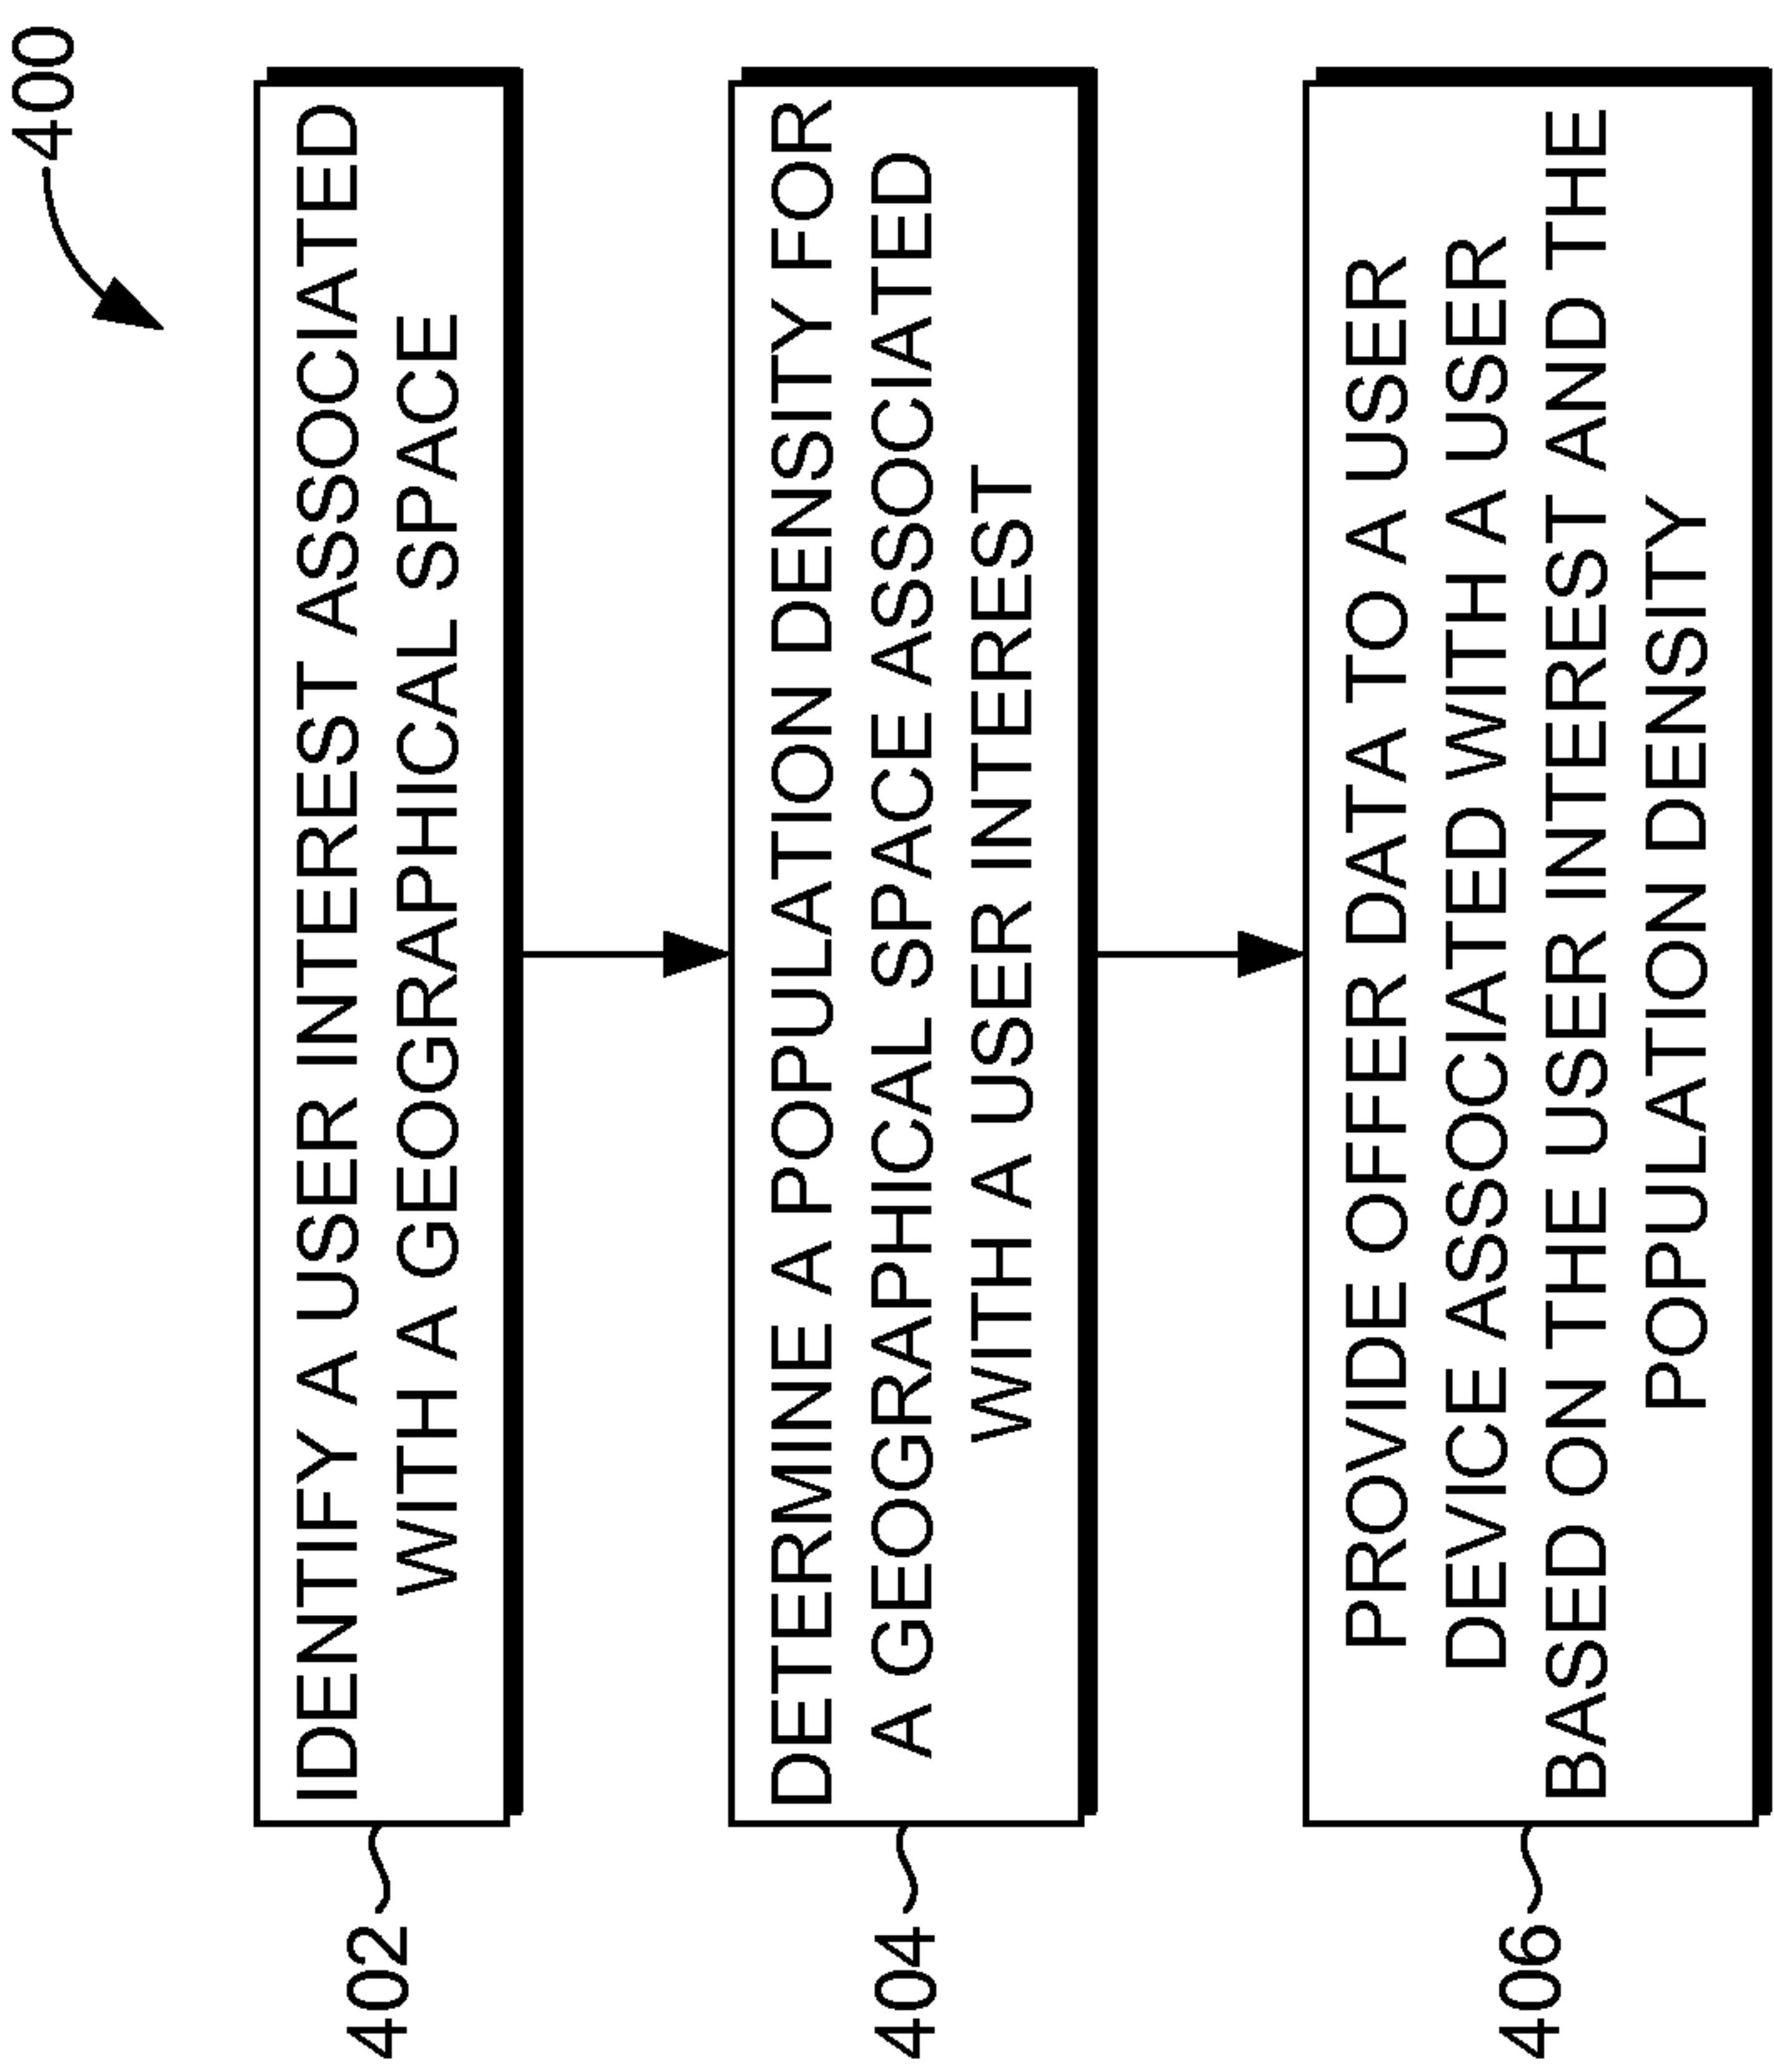 400
402
IDENTIFY A USER INTEREST ASSOCIATED
WITH A GEOGRAPHICAL SPACE
404
DETERMINE A POPULATION DENSITY FOR
A GEOGRAPHICAL SPACE ASSOCIATED
WITH A USER INTEREST
406
PROVIDE OFFER DATA TO A USER
DEVICE ASSOCIATED WITH A USER
BASED ON THE USER INTEREST AND THE
POPULATION DENSITY